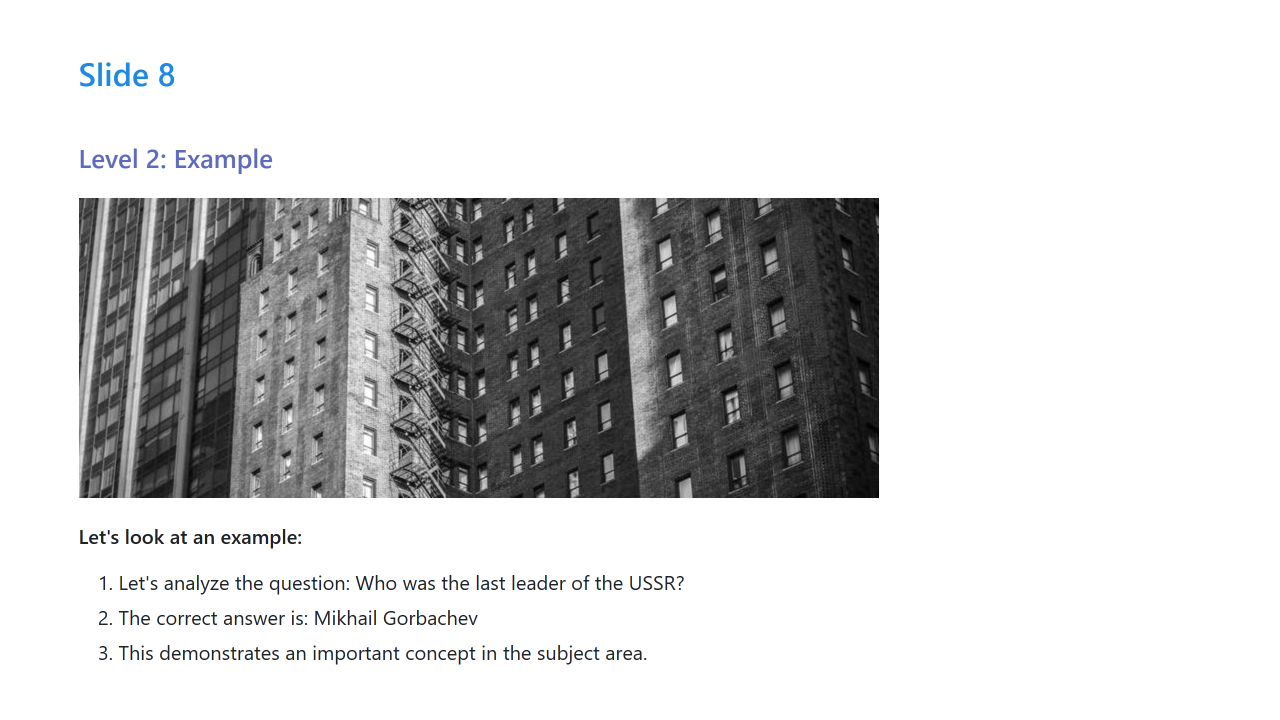 Slide 8
Level 2: Example
Let's look at an example:
1. Let's analyze the question: Who was the last leader of the USSR?
2. The correct answer is: Mikhail Gorbachev
3. This demonstrates an important concept in the subject area.